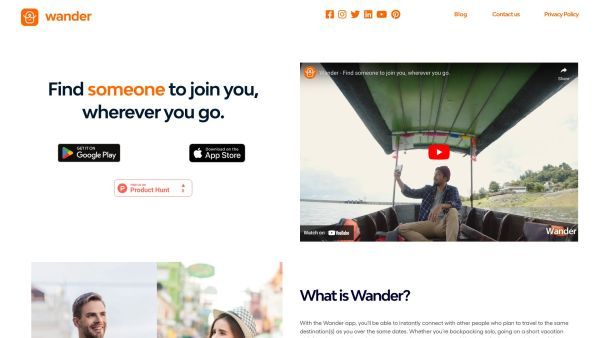 wander
Blog
Contact us
Privacy Policy
Find someone to join you,
wherever you go.
GET IT ON
Google Play
Download on the
App Store
Product Hunt
Wander - Find someone to join you, wherever you go.
Share
Watch on YouTube
Wander
What is Wander?
With the Wander app, you'll be able to instantly connect with other people who plan to travel to the same
destination(s) as you over the same dates. Whether you're backpacking solo, going on a short vacation